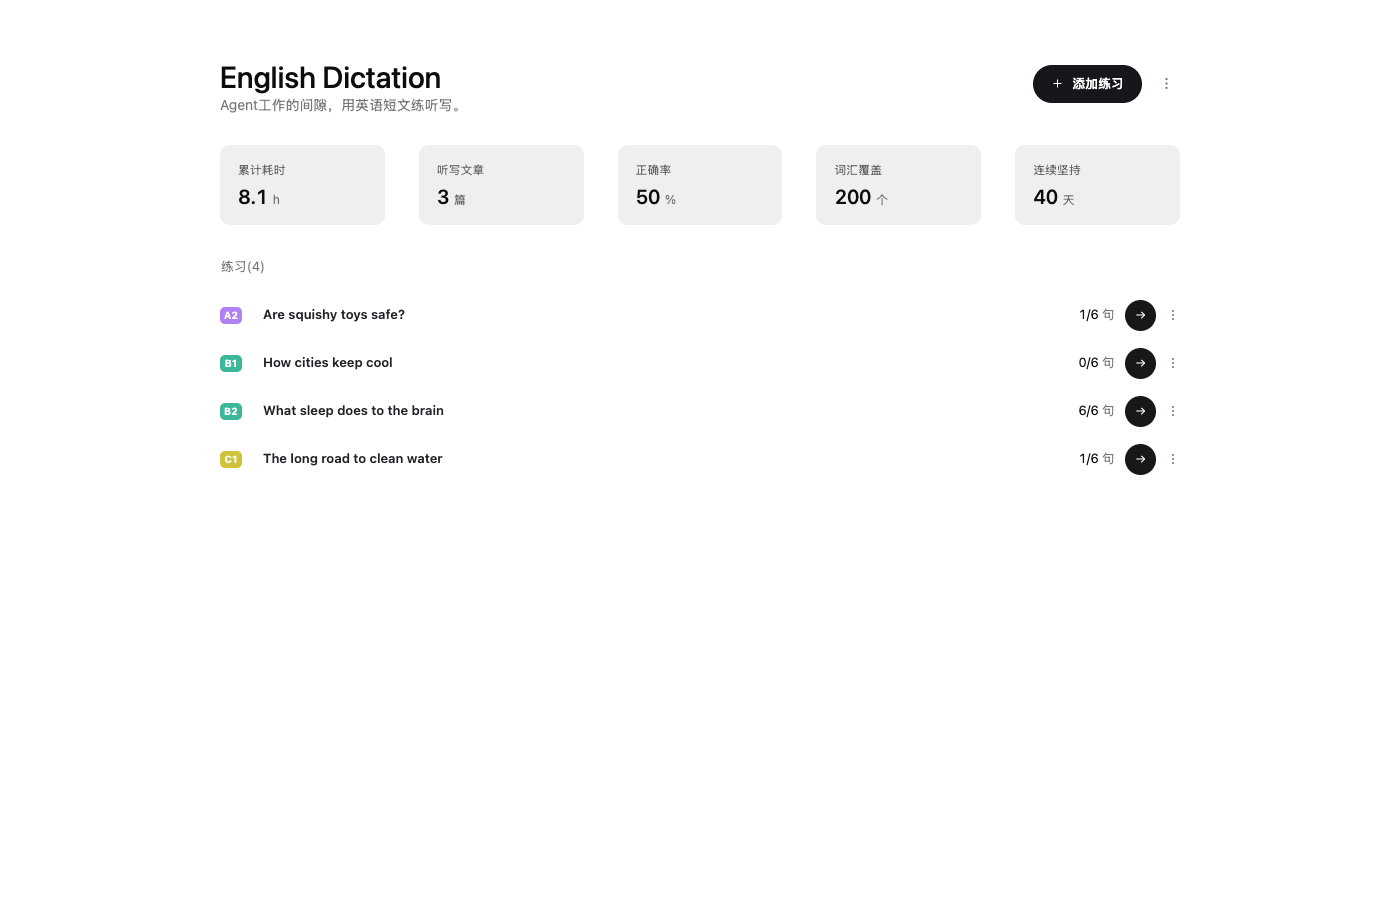 English Dictation
Agent工作的间隙，用英语短文练听写。
+ 添加练习
累计耗时
8.1 h
听写文章
3 篇
正确率
50 %
词汇覆盖
200 个
连续坚持
40 天
练习(4)
A2 Are squishy toys safe? 1/6 句
B1 How cities keep cool 0/6 句
B2 What sleep does to the brain 6/6 句
C1 The long road to clean water 1/6 句